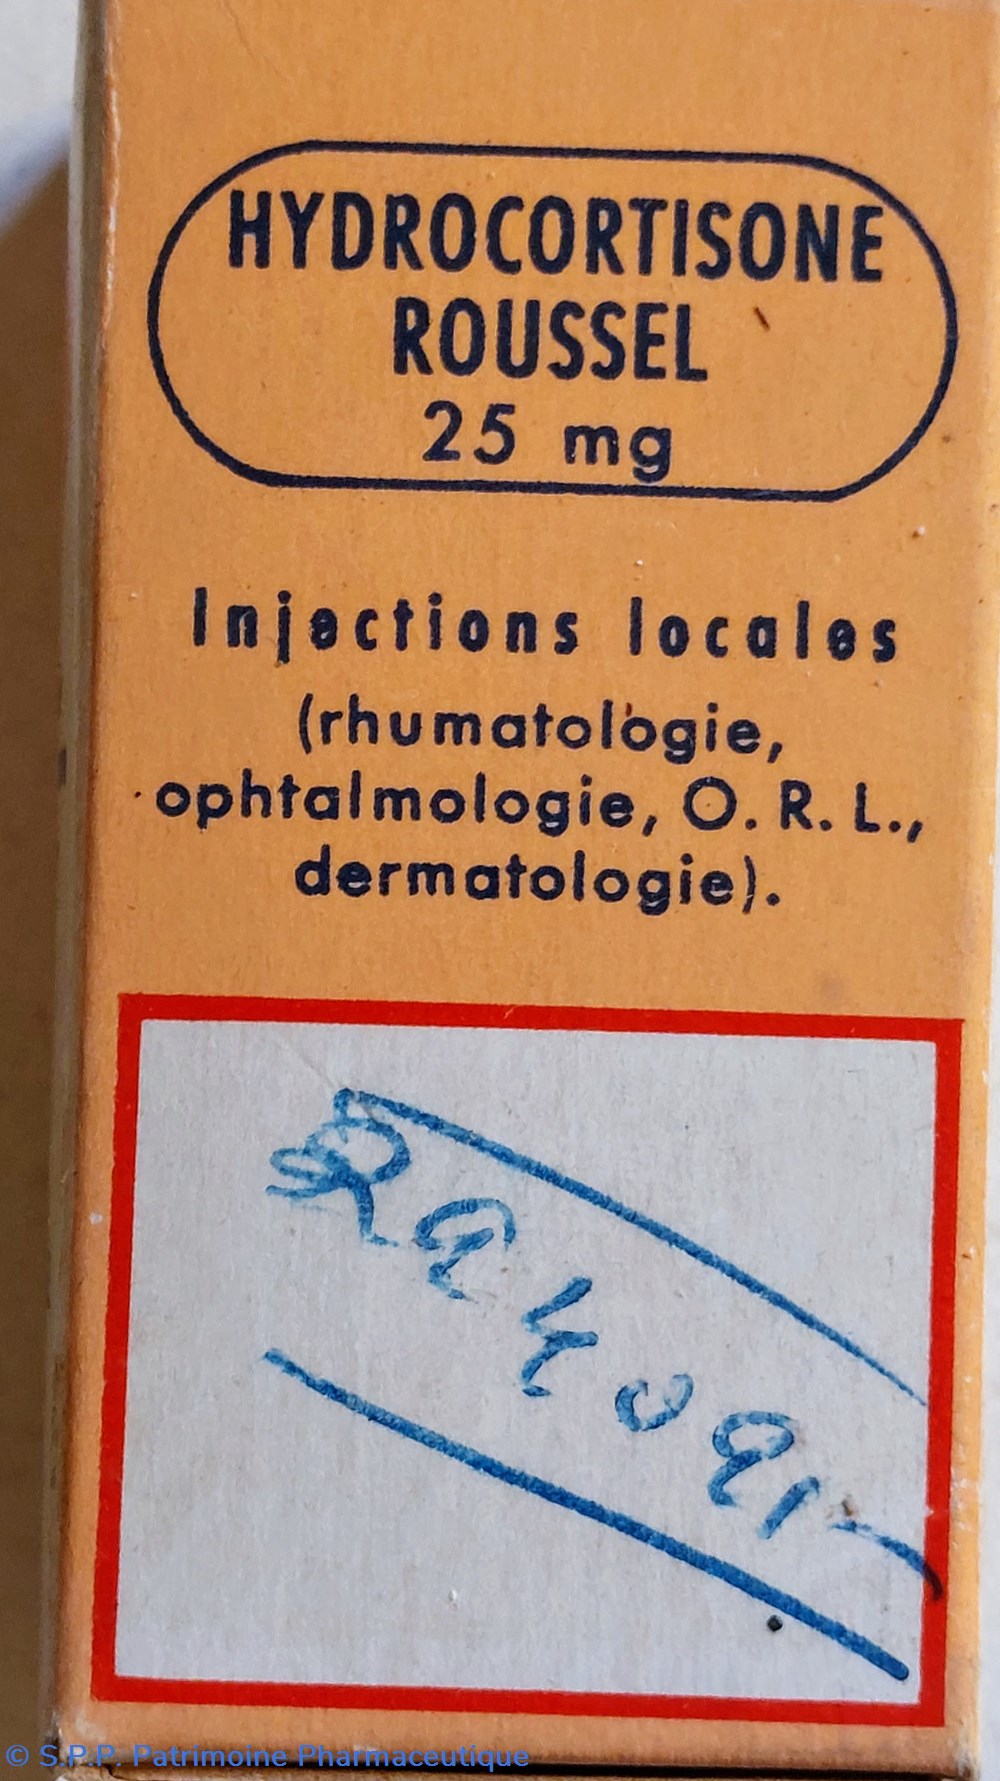 HYDROCORTISONE
ROUSSEL
25 mg
Injections locales
(rhumatologie,
ophtalmologie, O. R. L.,
dermatologie).
© S.P.P. Patrimoine Pharmaceutique